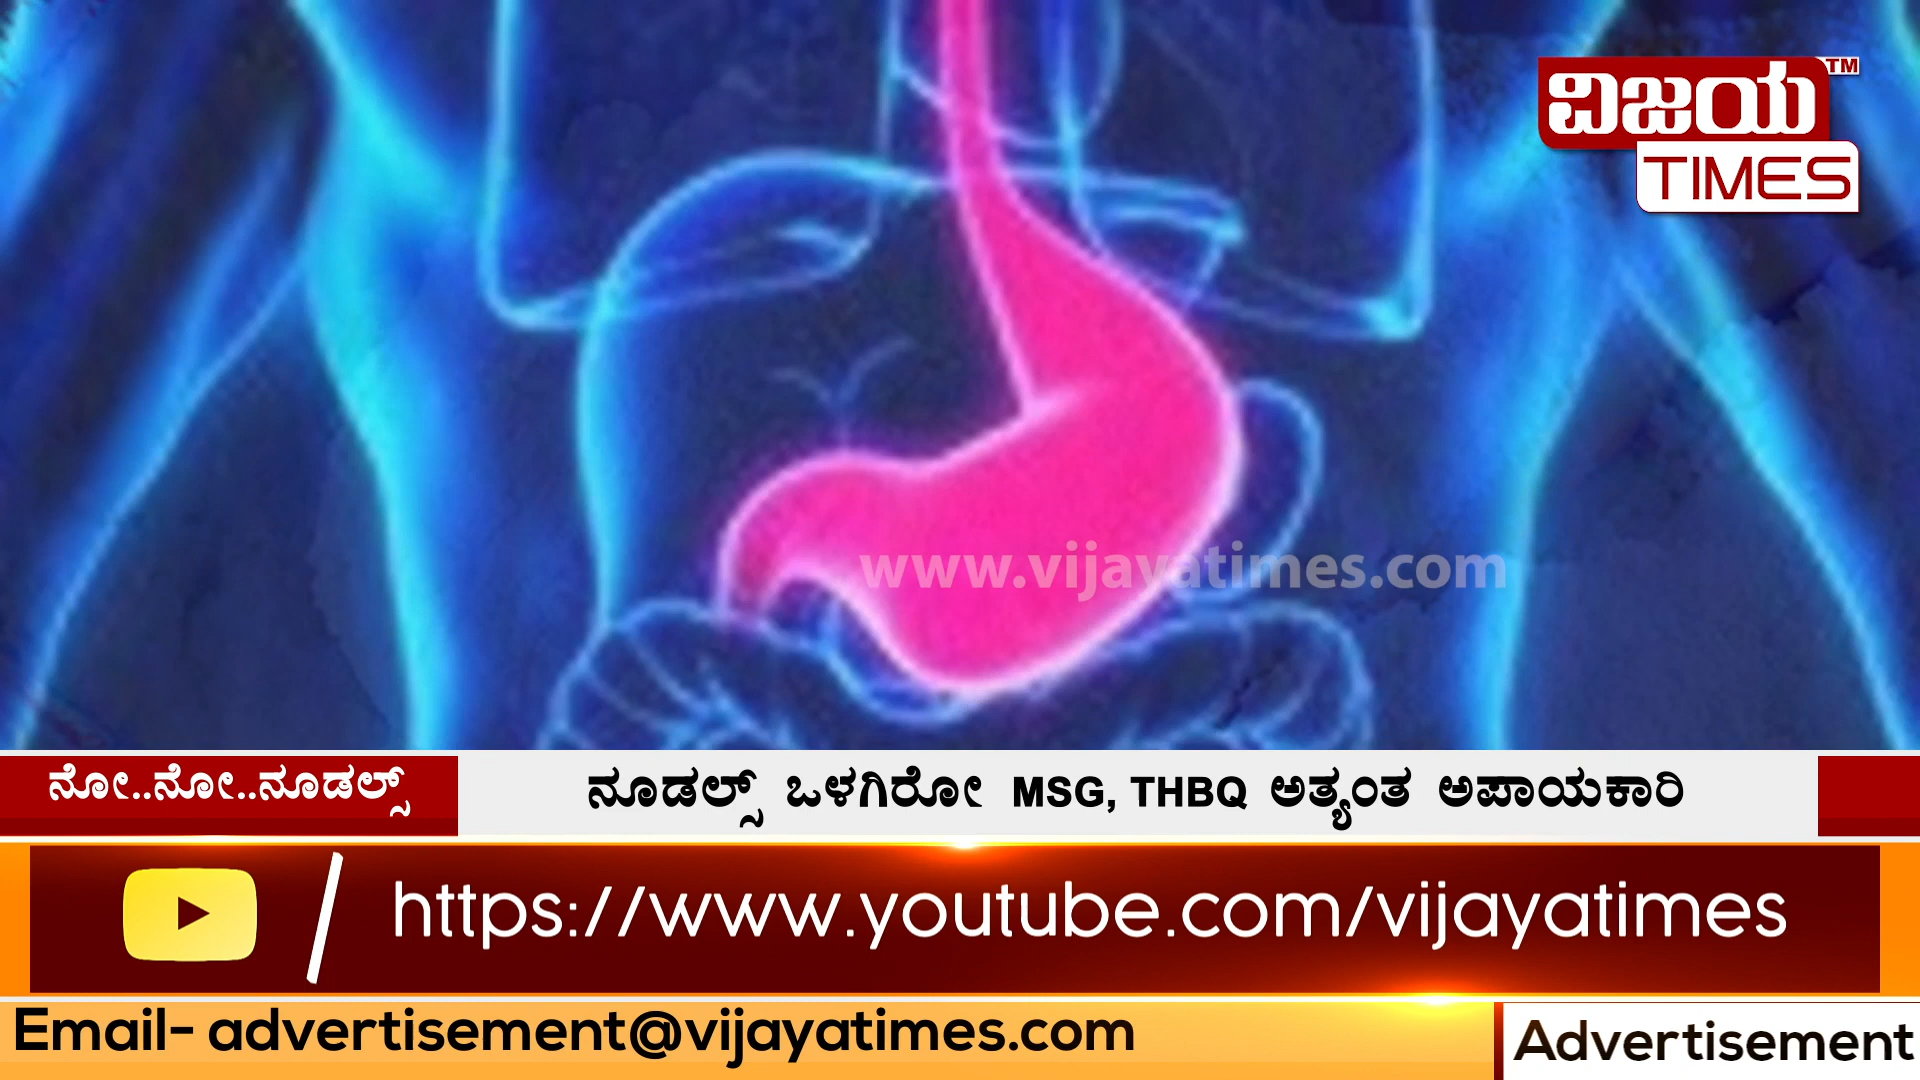 ವಿಜಯ TM
TIMES
www.vijayatimes.com
ನೋ..ನೋ..ನೂಡಲ್ಸ್
ನೂಡಲ್ಸ್ ಒಳಗಿರೋ MSG, THBQ ಅತ್ಯಂತ ಅಪಾಯಕಾರಿ
https://www.youtube.com/vijayatimes
Email- advertisement@vijayatimes.com
Advertisement